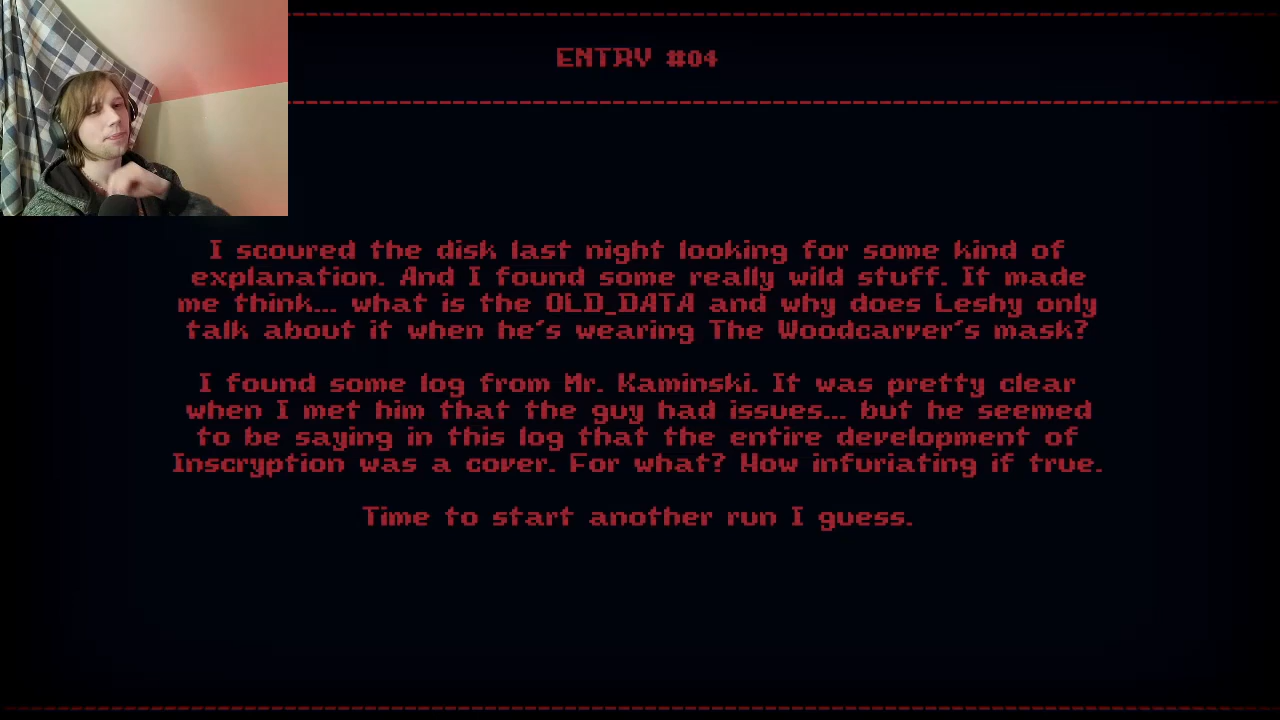 ENTRY #04
I scoured the disk last night looking for some kind of
explanation. And I found some really wild stuff. It made
me think... what is the OLD_DATA and why does Leshy only
talk about it when he's wearing The Woodcarver's mask?
I found some log from Mr. Kaminski. It was pretty clear
when I met him that the guy had issues... but he seemed
to be saying in this log that the entire development of
Inscryption was a cover. For what? How infuriating if true.
Time to start another run I guess.